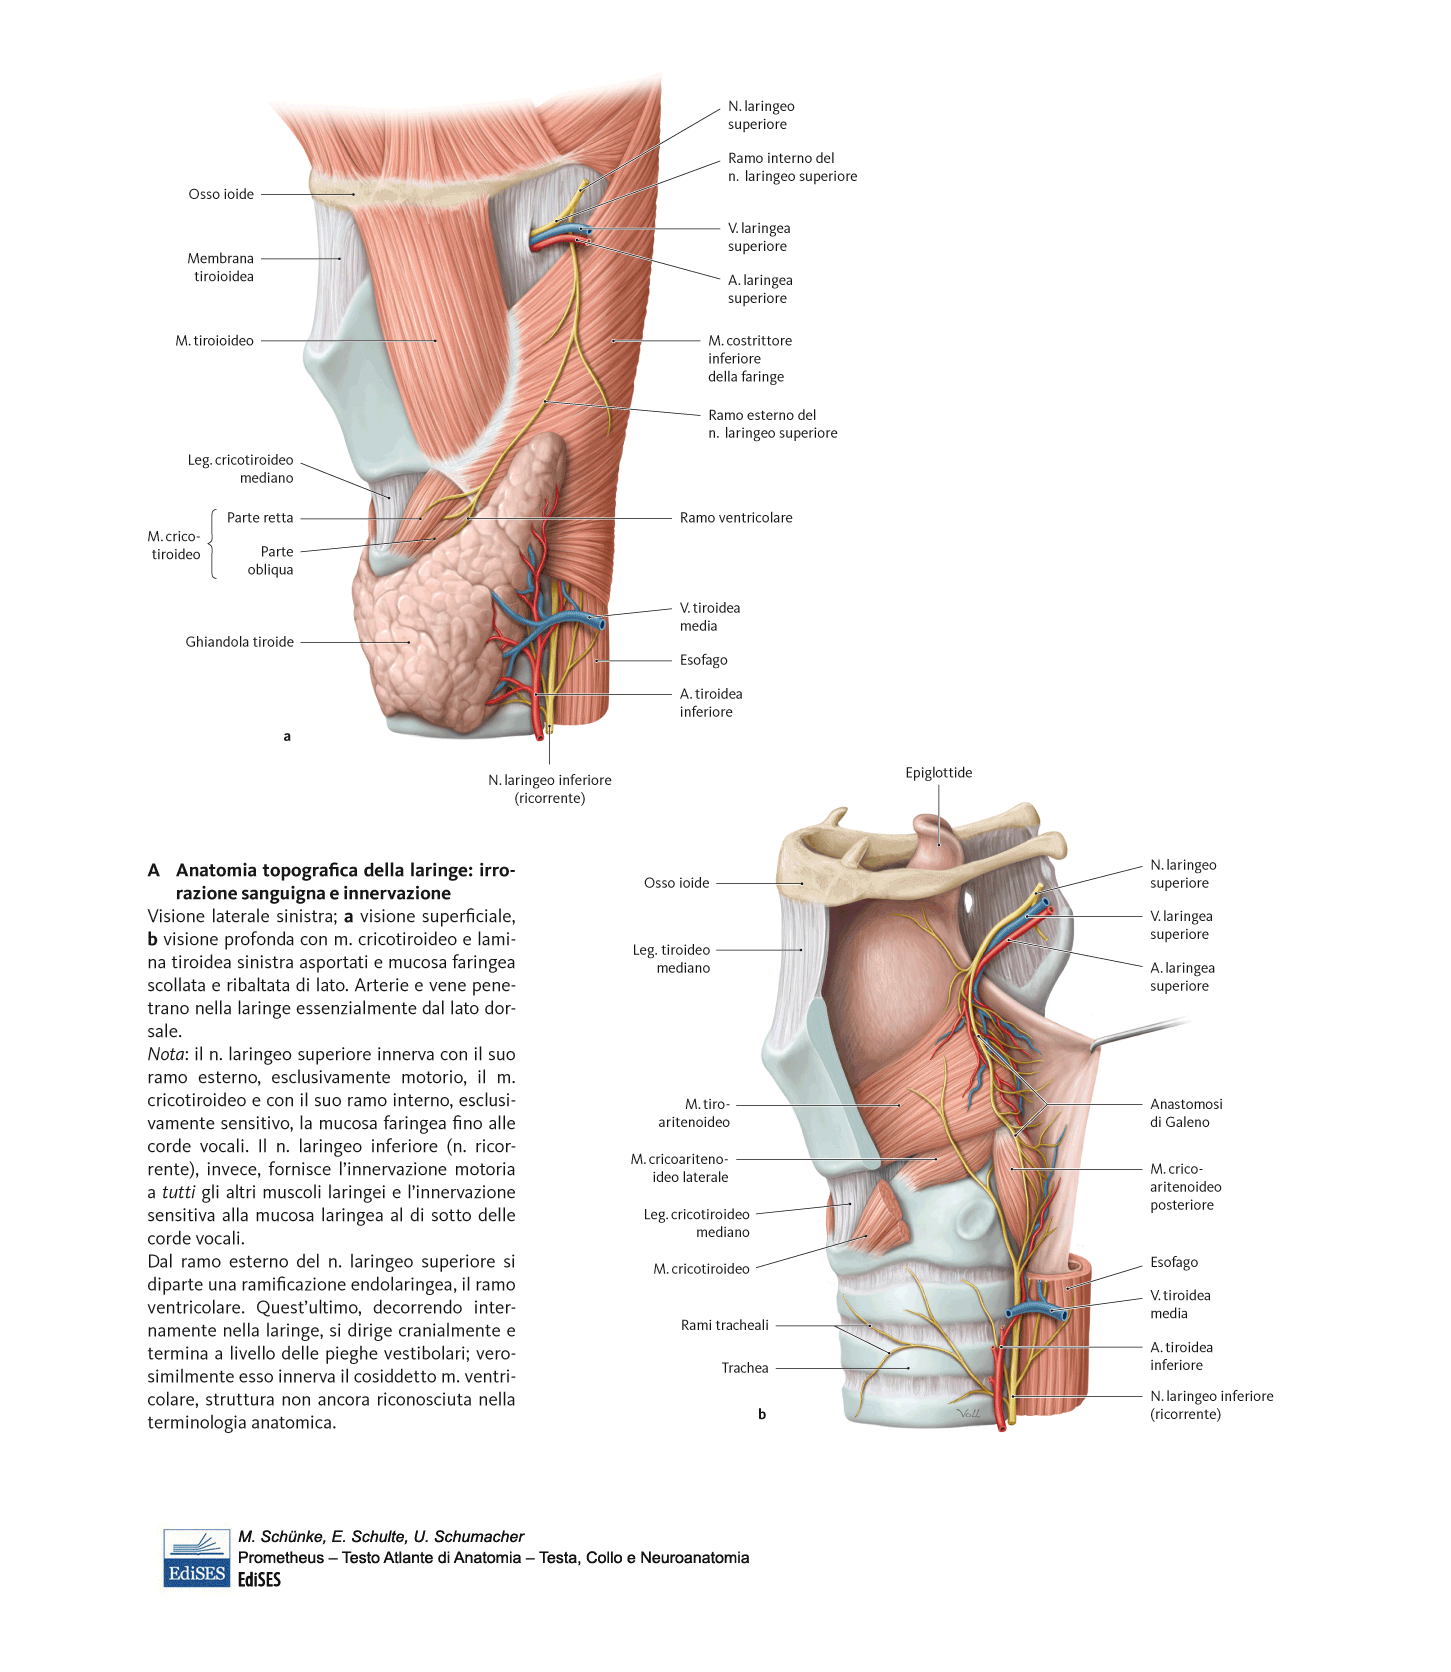 N. laringeo
superiore
Ramo interno del
n. laringeo superiore
Osso ioide
V. laringea
superiore
Membrana
tiroioidea
A. laringea
superiore
M. tiroioideo
M. costrittore
inferiore
della faringe
Ramo esterno del
n. laringeo superiore
Leg. cricotiroideo
mediano
Parte retta
Ramo ventricolare
M. crico-
tiroideo
Parte
obliqua
V. tiroidea
media
Ghiandola tiroide
Esofago
A. tiroidea
inferiore
a
N. laringeo inferiore
(ricorrente)
A Anatomia topografica della laringe: irro-
razione sanguigna e innervazione
Visione laterale sinistra; a visione superficiale,
b visione profonda con m. cricotiroideo e lami-
na tiroidea sinistra asportati e mucosa faringea
scollata e ribaltata di lato. Arterie e vene pene-
trano nella laringe essenzialmente dal lato dor-
sale.
Nota: il n. laringeo superiore innerva con il suo
ramo esterno, esclusivamente motorio, il m.
cricotiroideo e con il suo ramo interno, esclusi-
vamente sensitivo, la mucosa faringea fino alle
corde vocali. Il n. laringeo inferiore (n. ricor-
rente), invece, fornisce l'innervazione motoria
a tutti gli altri muscoli laringei e l'innervazione
sensitiva alla mucosa laringea al di sotto delle
corde vocali.
Dal ramo esterno del n. laringeo superiore si
diparte una ramificazione endolaringea, il ramo
ventricolare. Quest'ultimo, decorrendo inter-
namente nella laringe, si dirige cranialmente e
termina a livello delle pieghe vestibolari; vero-
similmente esso innerva il cosiddetto m. ventri-
colare, struttura non ancora riconosciuta nella
terminologia anatomica.
Epiglottide
Osso ioide
N. laringeo
superiore
V. laringea
superiore
Leg. tiroideo
mediano
A. laringea
superiore
M. tiro-
aritenoideo
Anastomosi
di Galeno
M. cricoariteno-
ideo laterale
M. crico-
aritenoideo
posteriore
Leg. cricotiroideo
mediano
M. cricotiroideo
Esofago
V. tiroidea
media
Rami tracheali
A. tiroidea
inferiore
Trachea
N. laringeo inferiore
(ricorrente)
b
Voll
M. Schünke, E. Schulte, U. Schumacher
Prometheus – Testo Atlante di Anatomia – Testa, Collo e Neuroanatomia
EdiSES
EdiSES